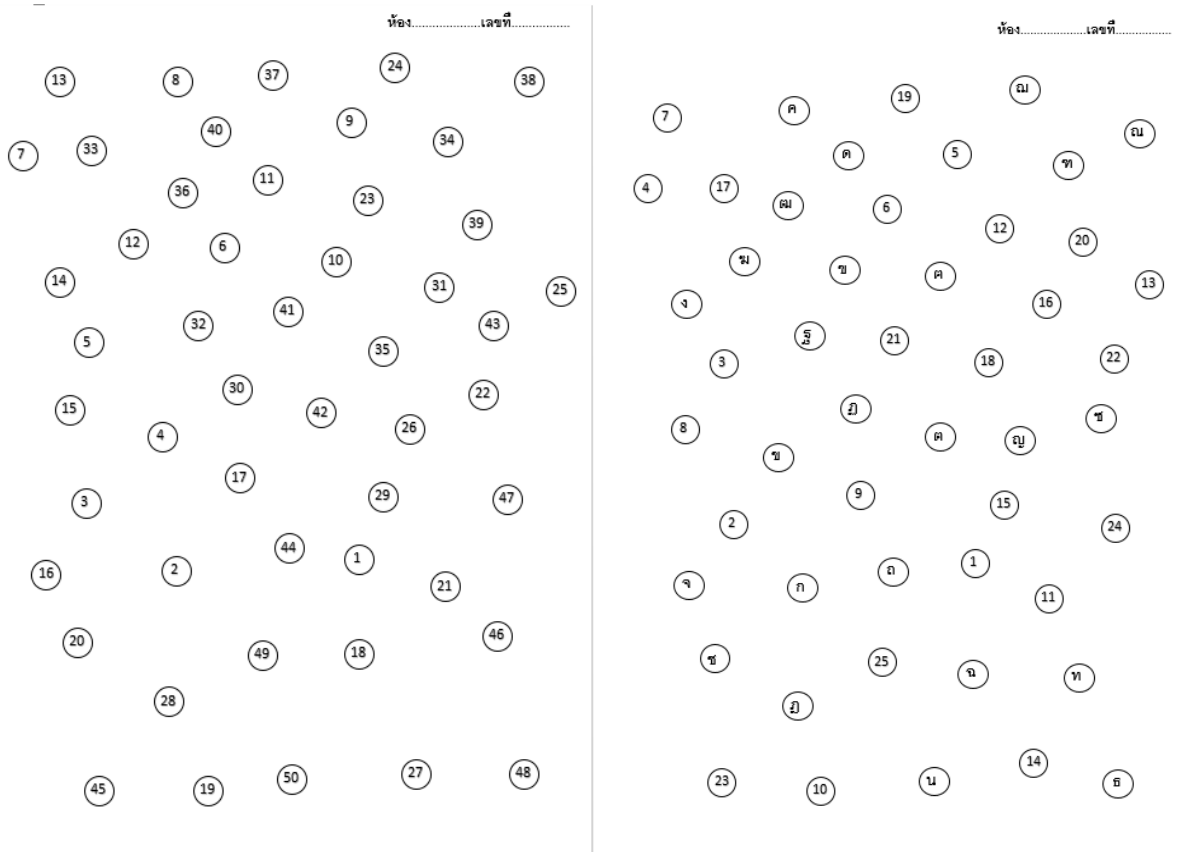 ห้อง.....................เลขที่.................
13
8
37
24
38
40
9
34
7
33
11
36
23
39
12
6
10
14
31
25
41
32
43
5
35
30
22
15
42
26
4
17
29
47
3
44
1
16
2
21
20
46
49
18
28
45
19
50
27
48
ห้อง.....................เลขที่.................
7
ค
19
ฌ
ณ
ด
5
ฑ
4
17
ฒ
6
12
20
ฆ
ข
ฅ
13
ง
16
ฐ
21
3
18
22
ฎ
ซ
8
ต
ญ
ฃ
9
15
2
24
จ
ก
ถ
1
11
ช
25
ฉ
ท
ฏ
23
10
น
14
ธ